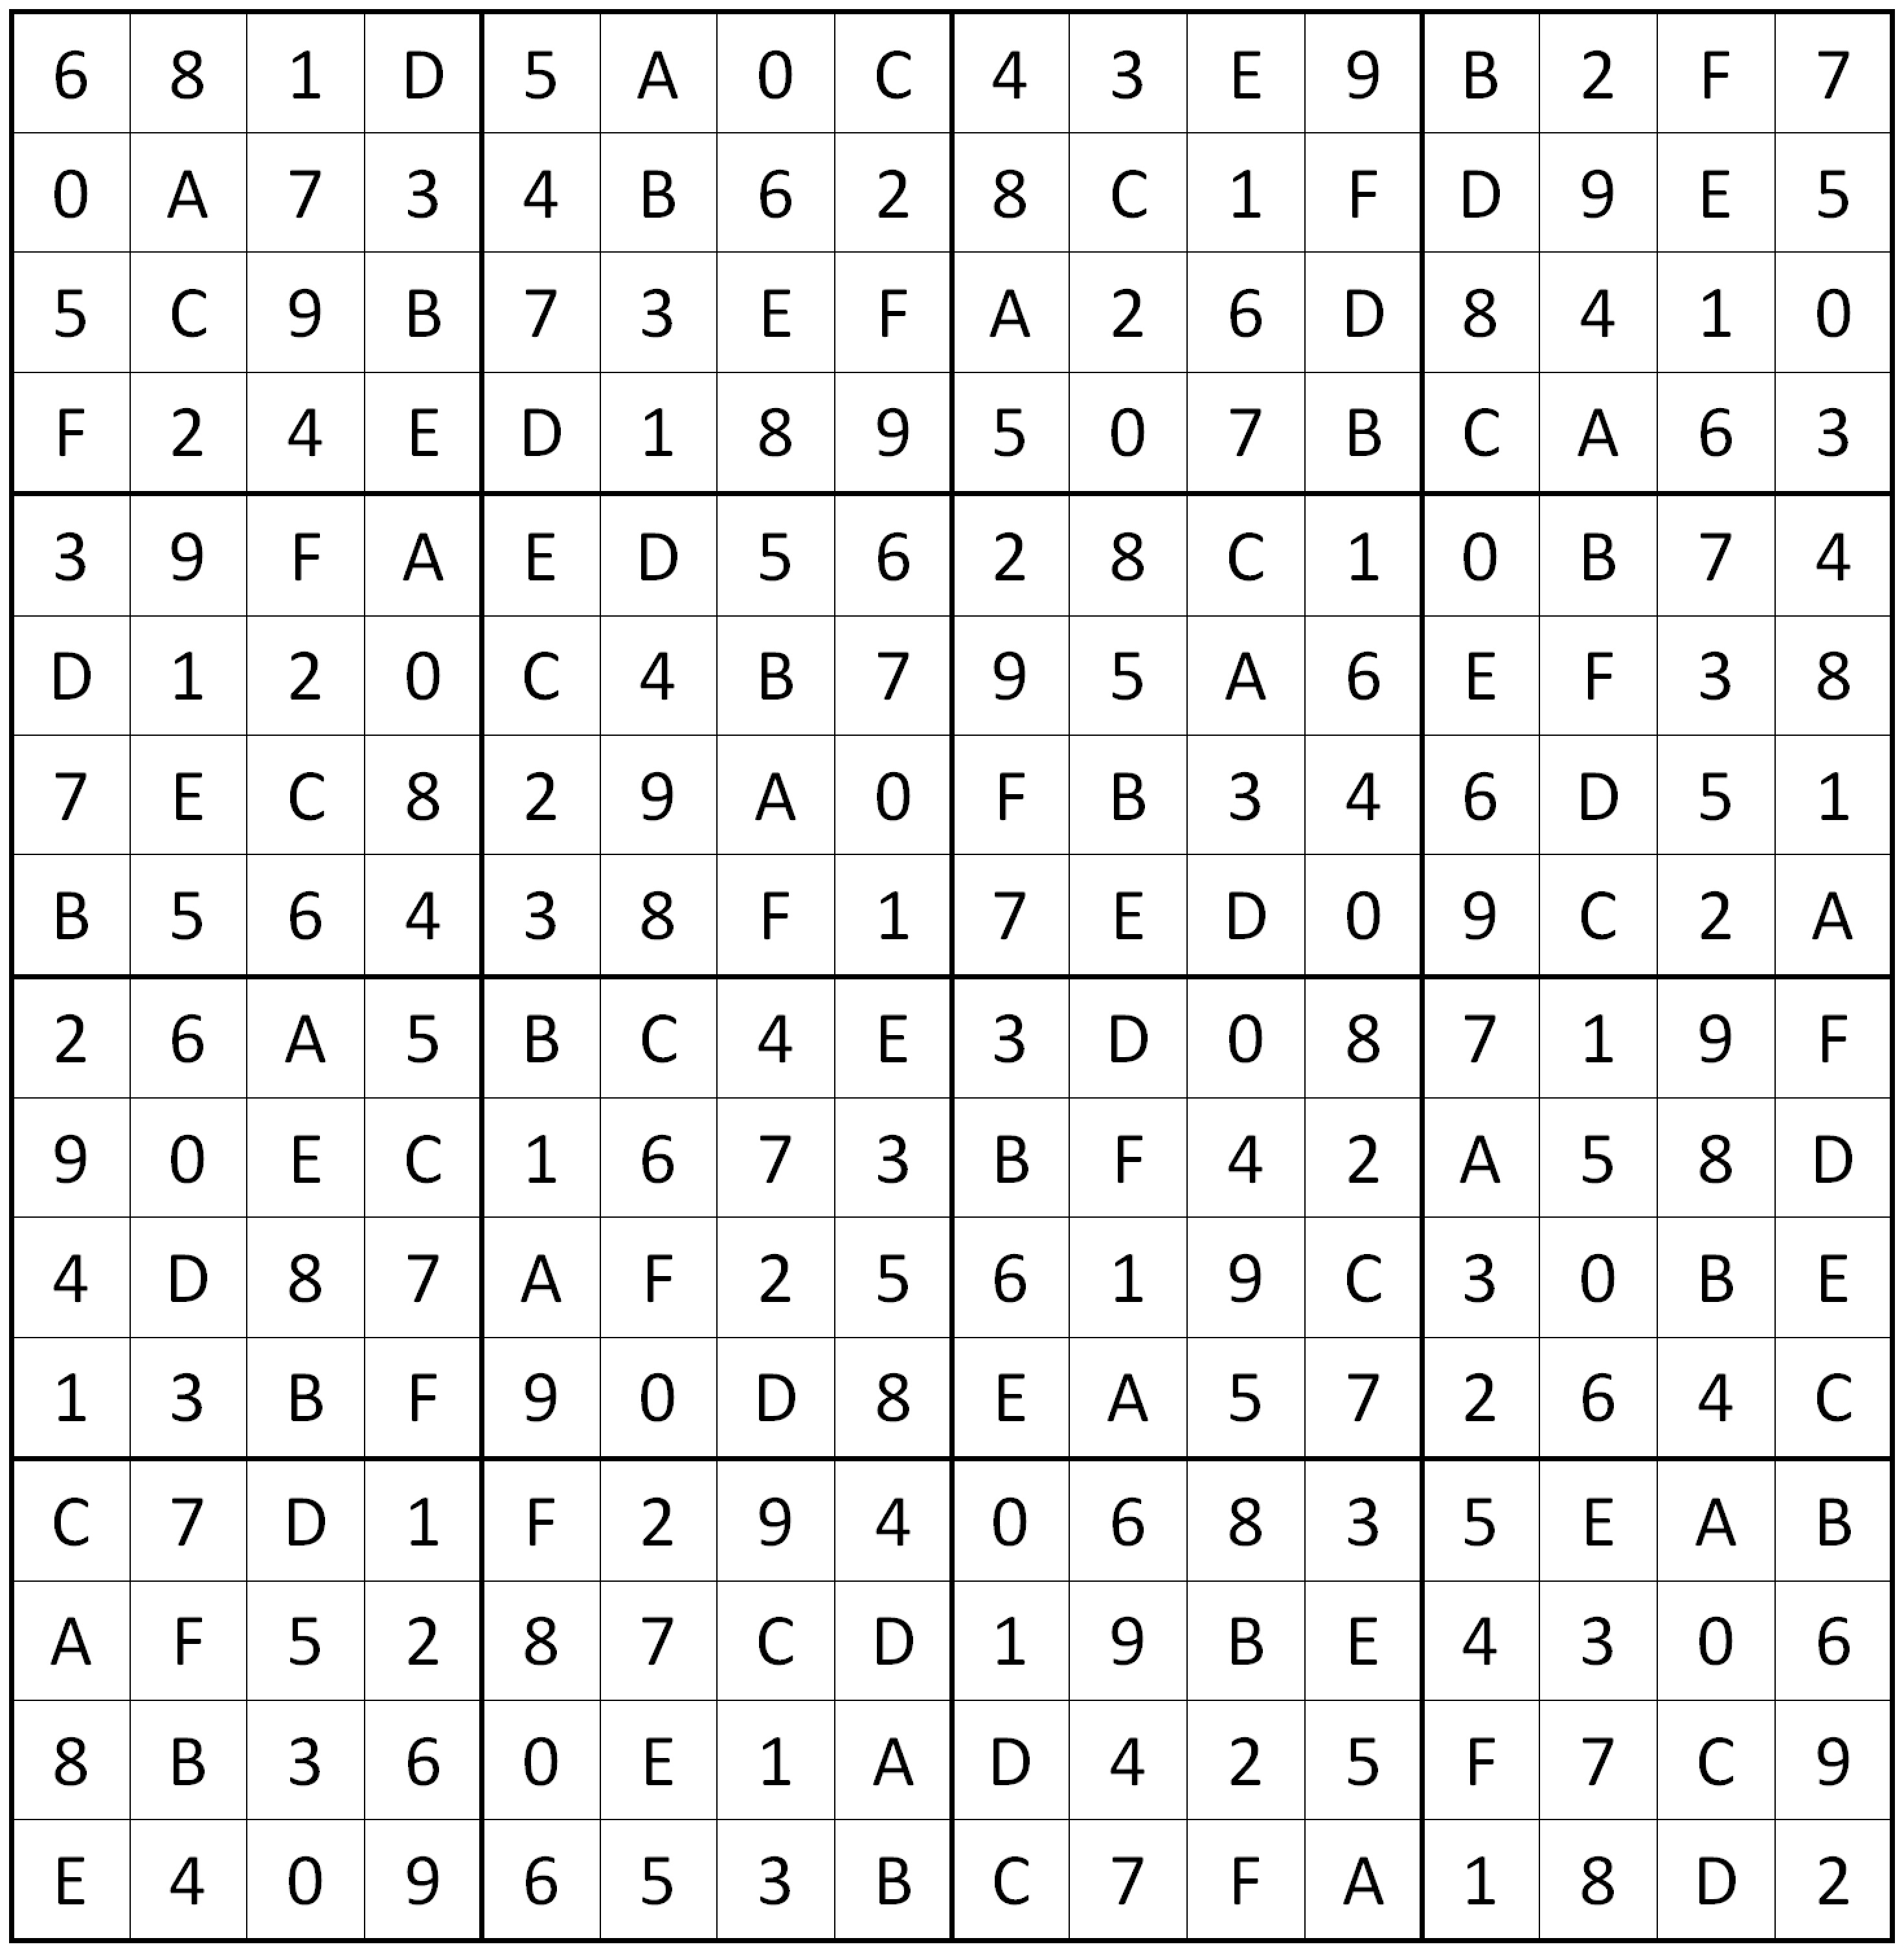 6 8 1 D 5 A 0 C 4 3 E 9 B 2 F 7
0 A 7 3 4 B 6 2 8 C 1 F D 9 E 5
5 C 9 B 7 3 E F A 2 6 D 8 4 1 0
F 2 4 E D 1 8 9 5 0 7 B C A 6 3
3 9 F A E D 5 6 2 8 C 1 0 B 7 4
D 1 2 0 C 4 B 7 9 5 A 6 E F 3 8
7 E C 8 2 9 A 0 F B 3 4 6 D 5 1
B 5 6 4 3 8 F 1 7 E D 0 9 C 2 A
2 6 A 5 B C 4 E 3 D 0 8 7 1 9 F
9 0 E C 1 6 7 3 B F 4 2 A 5 8 D
4 D 8 7 A F 2 5 6 1 9 C 3 0 B E
1 3 B F 9 0 D 8 E A 5 7 2 6 4 C
C 7 D 1 F 2 9 4 0 6 8 3 5 E A B
A F 5 2 8 7 C D 1 9 B E 4 3 0 6
8 B 3 6 0 E 1 A D 4 2 5 F 7 C 9
E 4 0 9 6 5 3 B C 7 F A 1 8 D 2